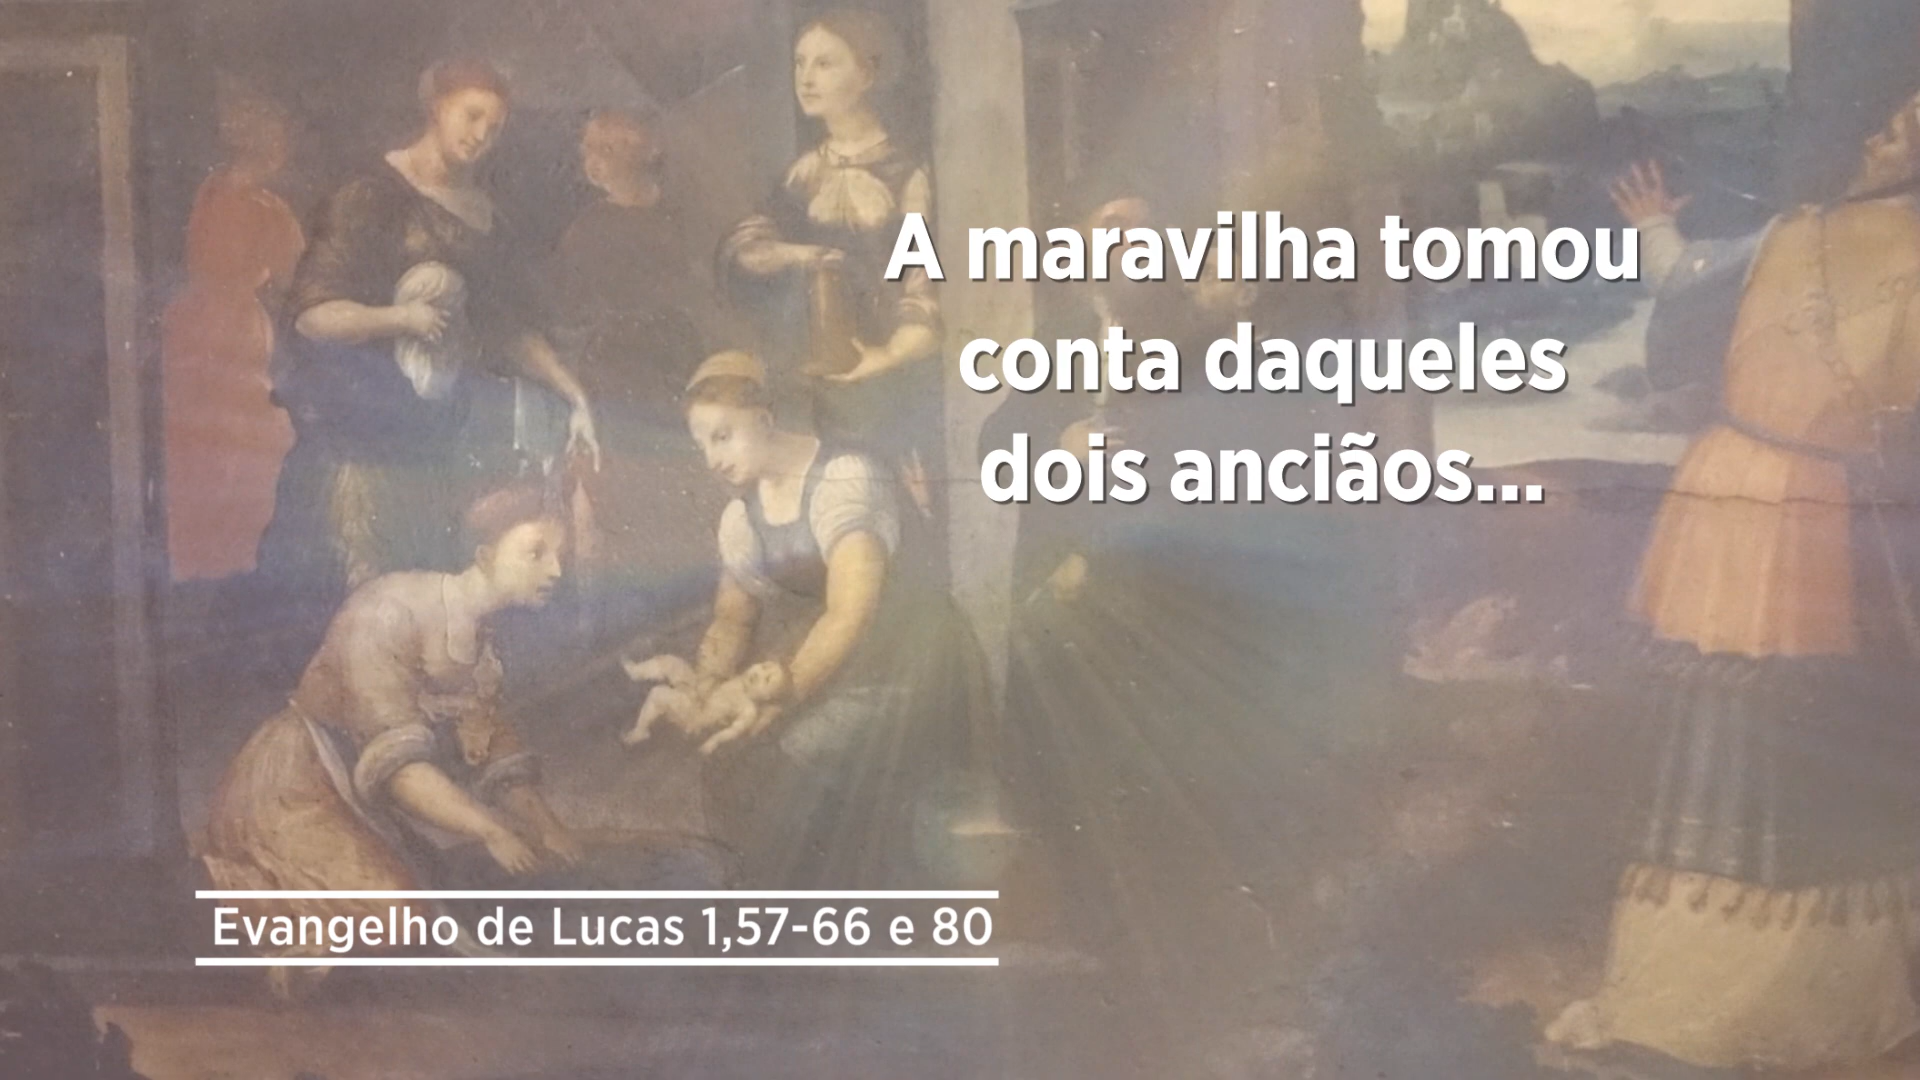 A maravilha tomou
conta daqueles
dois anciãos...
Evangelho de Lucas 1,57-66 e 80